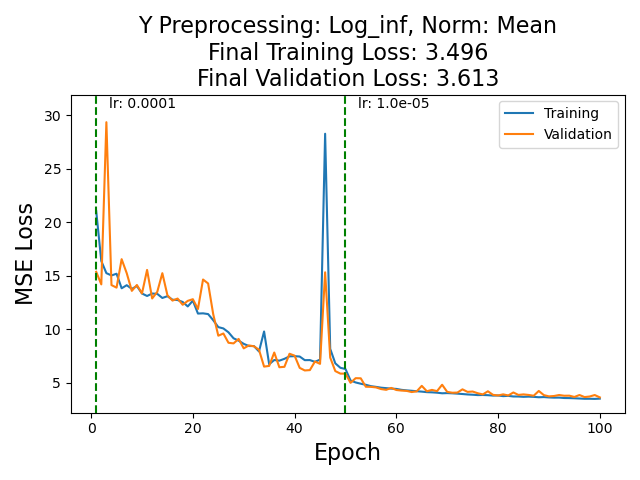 Y Preprocessing: Log_inf, Norm: Mean
Final Training Loss: 3.496
Final Validation Loss: 3.613
lr: 0.0001
lr: 1.0e-05
Training
Validation
MSE Loss
30
25
20
15
10
5
0
20
40
60
80
100
Epoch